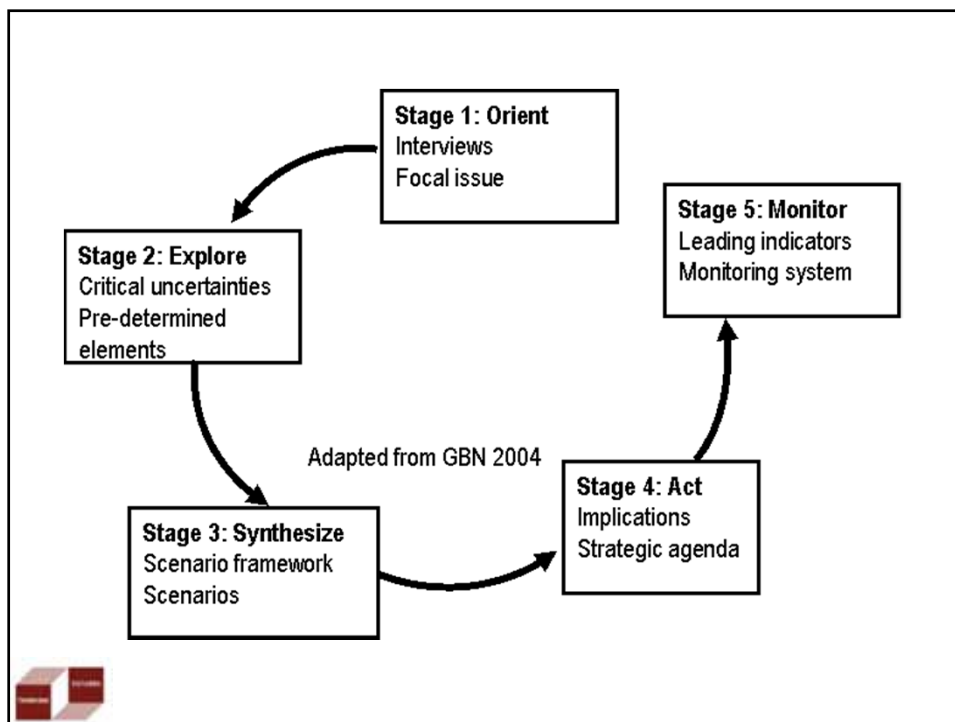 Stage 1: Orient
Interviews
Focal issue
Stage 2: Explore
Critical uncertainties
Pre-determined
elements
Stage 3: Synthesize
Scenario framework
Scenarios
Adapted from GBN 2004
Stage 4: Act
Implications
Strategic agenda
Stage 5: Monitor
Leading indicators
Monitoring system